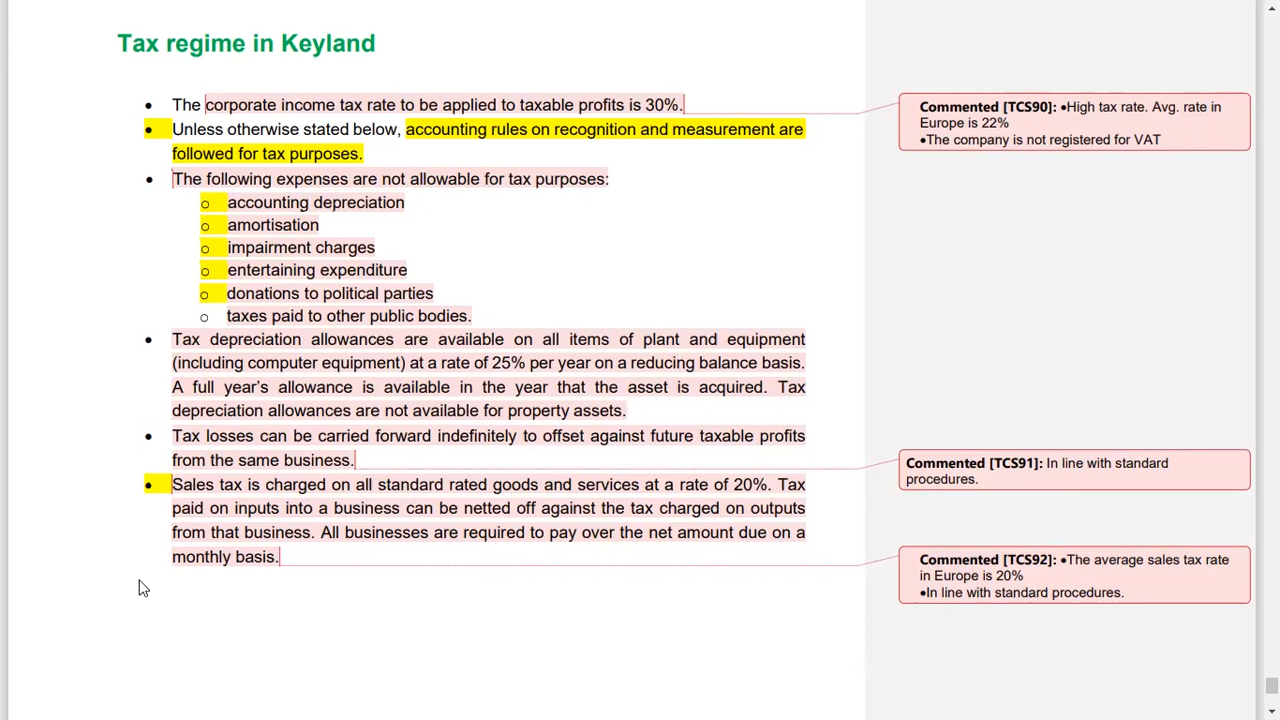 Tax regime in Keyland
• The corporate income tax rate to be applied to taxable profits is 30%.
• Unless otherwise stated below, accounting rules on recognition and measurement are
followed for tax purposes.
• The following expenses are not allowable for tax purposes:
o accounting depreciation
o amortisation
o impairment charges
o entertaining expenditure
o donations to political parties
o taxes paid to other public bodies.
• Tax depreciation allowances are available on all items of plant and equipment
(including computer equipment) at a rate of 25% per year on a reducing balance basis.
A full year’s allowance is available in the year that the asset is acquired. Tax
depreciation allowances are not available for property assets.
• Tax losses can be carried forward indefinitely to offset against future taxable profits
from the same business.
• Sales tax is charged on all standard rated goods and services at a rate of 20%. Tax
paid on inputs into a business can be netted off against the tax charged on outputs
from that business. All businesses are required to pay over the net amount due on a
monthly basis.
Commented [TCS90]: •High tax rate. Avg. rate in
Europe is 22%
•The company is not registered for VAT
Commented [TCS91]: In line with standard
procedures.
Commented [TCS92]: •The average sales tax rate
in Europe is 20%
•In line with standard procedures.